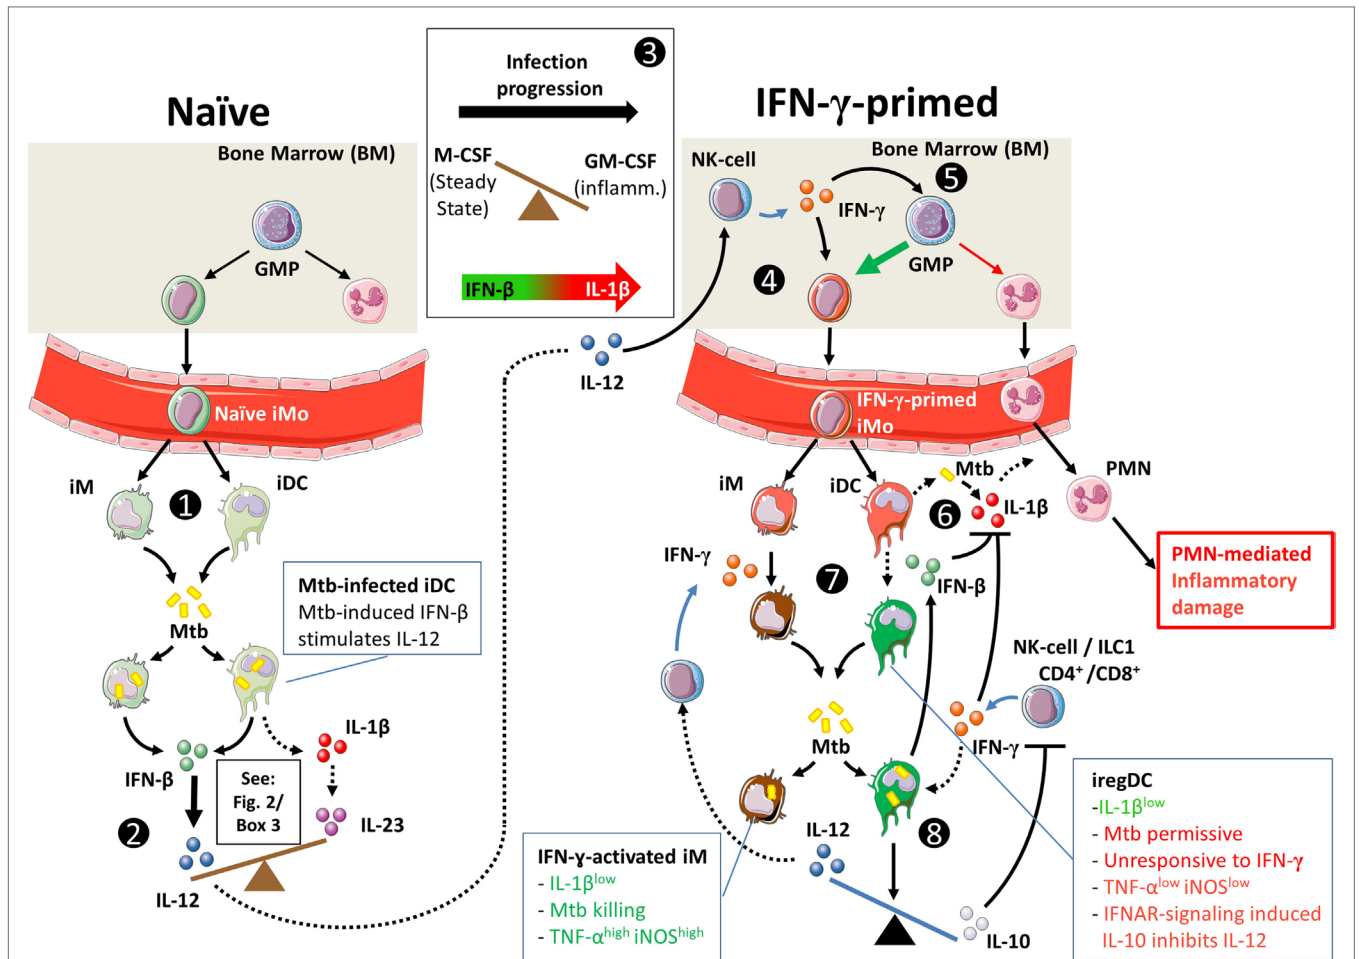 Naïve
Bone Marrow (BM)
GMP
Naïve iMo
iM
iDC
1
Mtb
Mtb-infected iDC
Mtb-induced IFN-β
stimulates IL-12
IFN-β
IL-1β
See:
Fig. 2/
Box 3
IL-23
2
IL-12
3
Infection
progression
M-CSF
(Steady
State)
GM-CSF
(inflamm.)
IFN-β
IL-1β
IL-12
IFN-γ-primed
Bone Marrow (BM)
NK-cell
IFN-γ
5
GMP
4
IFN-γ-primed
iMo
iM
iDC
Mtb
IL-1β
6
PMN
PMN-mediated
Inflammatory
damage
IFN-γ
7
IFN-β
NK-cell / ILC1
CD4⁺/CD8⁺
IFN-γ
Mtb
IL-12
8
IL-10
IFN-ɣ-activated iM
- IL-1βˡᵒʷ
- Mtb killing
- TNF-αʰⁱᵍʰ iNOSʰⁱᵍʰ
iregDC
-IL-1βˡᵒʷ
- Mtb permissive
- Unresponsive to IFN-γ
- TNF-αˡᵒʷ iNOSˡᵒʷ
- IFNAR-signaling induced
IL-10 inhibits IL-12